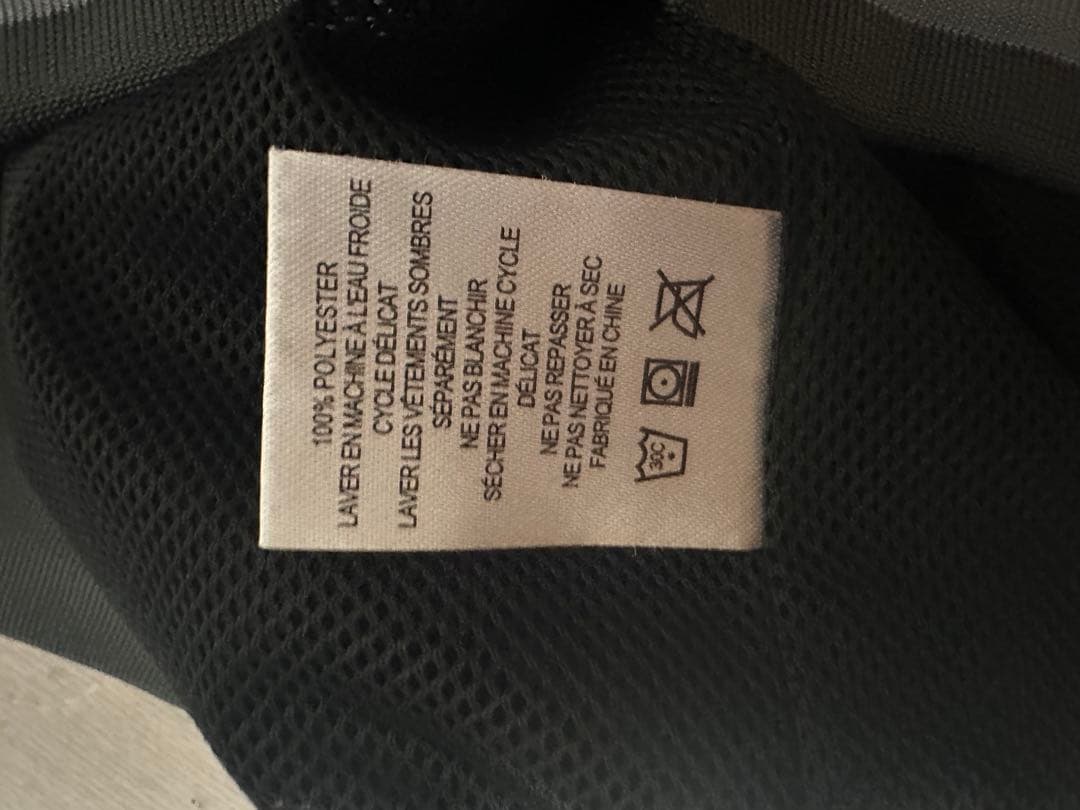 100% POLYESTER
LAVER EN MACHINE À L'EAU FROIDE
CYCLE DÉLICAT
LAVER LES VÊTEMENTS SOMBRES
SÉPARÉMENT
NE PAS BLANCHIR
SÉCHER EN MACHINE CYCLE
DÉLICAT
NE PAS REPASSER
NE PAS NETTOYER À SEC
FABRIQUÉ EN CHINE
30C